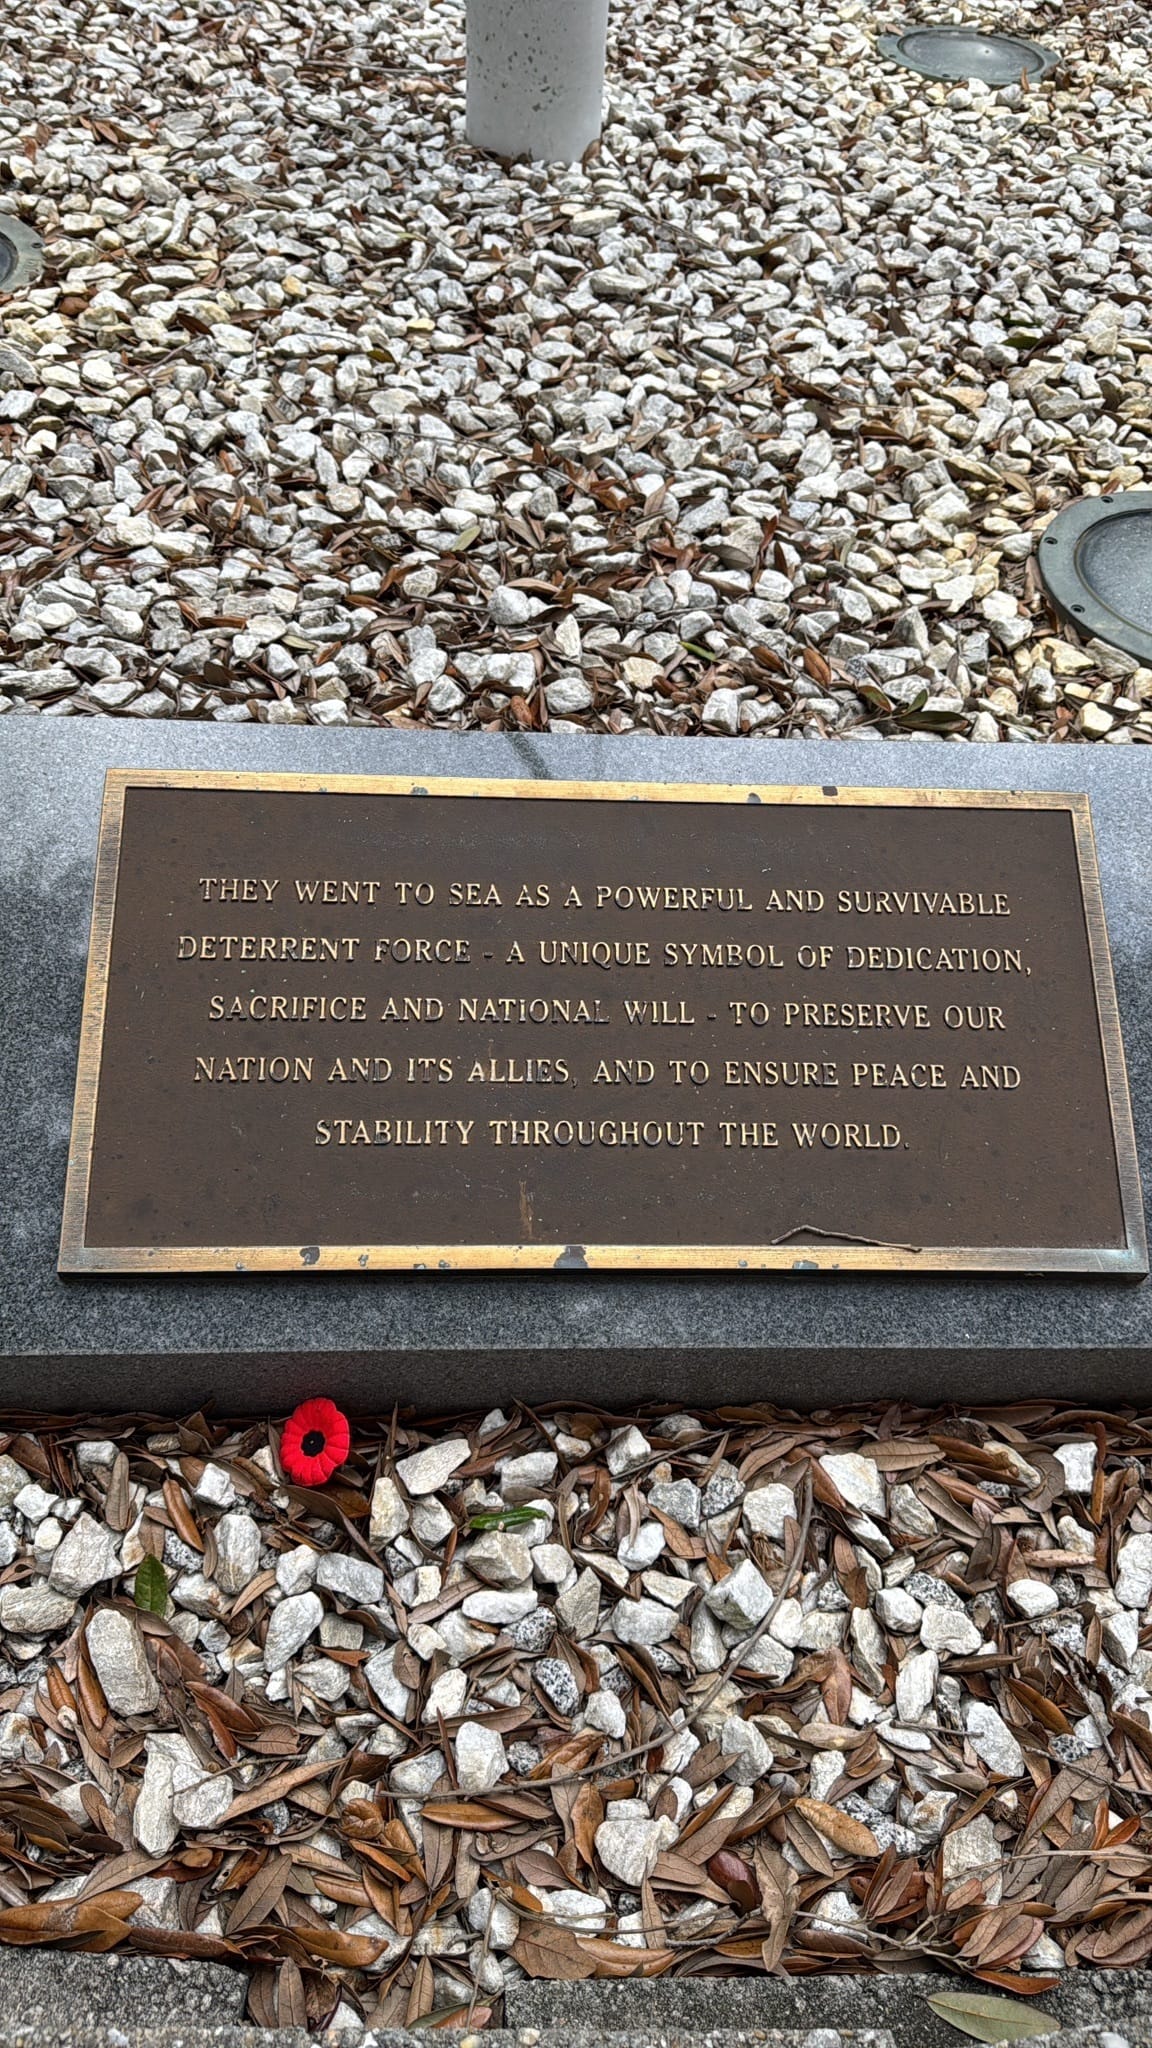 THEY WENT TO SEA AS A POWERFUL AND SURVIVABLE
DETERRENT FORCE - A UNIQUE SYMBOL OF DEDICATION,
SACRIFICE AND NATIONAL WILL - TO PRESERVE OUR
NATION AND ITS ALLIES, AND TO ENSURE PEACE AND
STABILITY THROUGHOUT THE WORLD.